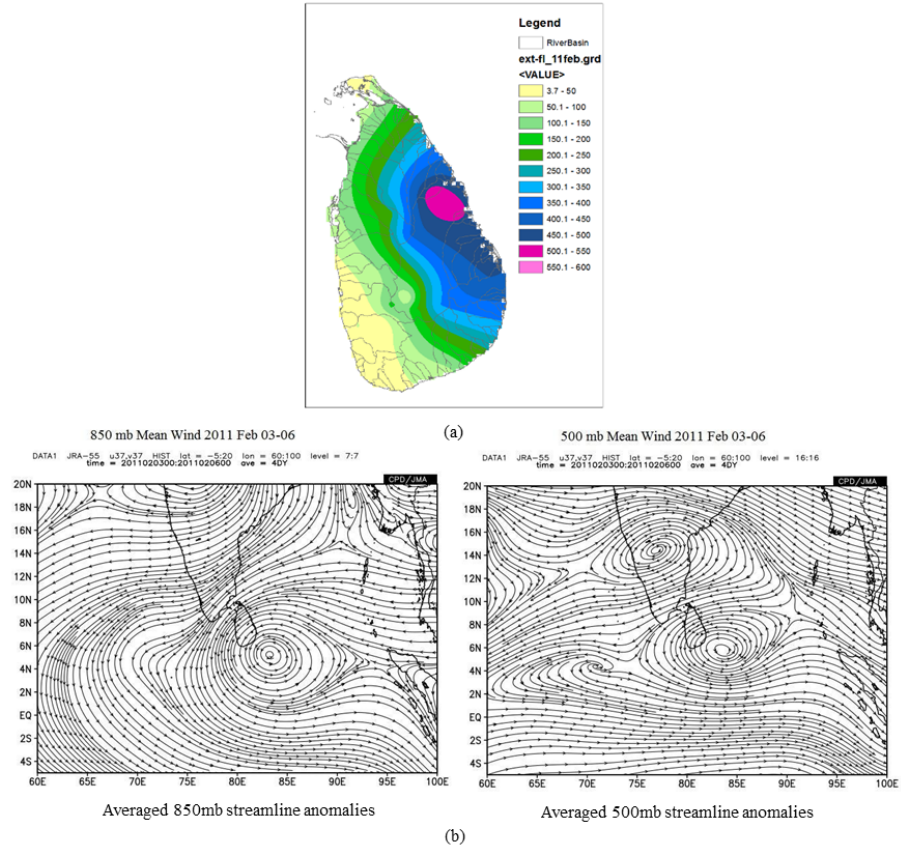 Legend
RiverBasin
ext-fl_11feb.grd
<VALUE>
3.7 - 50
50.1 - 100
100.1 - 150
150.1 - 200
200.1 - 250
250.1 - 300
300.1 - 350
350.1 - 400
400.1 - 450
450.1 - 500
500.1 - 550
550.1 - 600
(a)
850 mb Mean Wind 2011 Feb 03-06
DATA1 JRA-55 u37,v37 HIST lat = -5:20 lon = 60:100 level = 7:7
time = 2011020300:2011020600 ave = 4DY
CPD/JMA
20N
18N
16N
14N
12N
10N
8N
6N
4N
2N
EQ
2S
4S
60E 65E 70E 75E 80E 85E 90E 95E 100E
Averaged 850mb streamline anomalies
500 mb Mean Wind 2011 Feb 03-06
DATA1 JRA-55 u37,v37 HIST lat = -5:20 lon = 60:100 level = 16:16
time = 2011020300:2011020600 ave = 4DY
CPD/JMA
20N
18N
16N
14N
12N
10N
8N
6N
4N
2N
EQ
2S
4S
60E 65E 70E 75E 80E 85E 90E 95E 100E
Averaged 500mb streamline anomalies
(b)